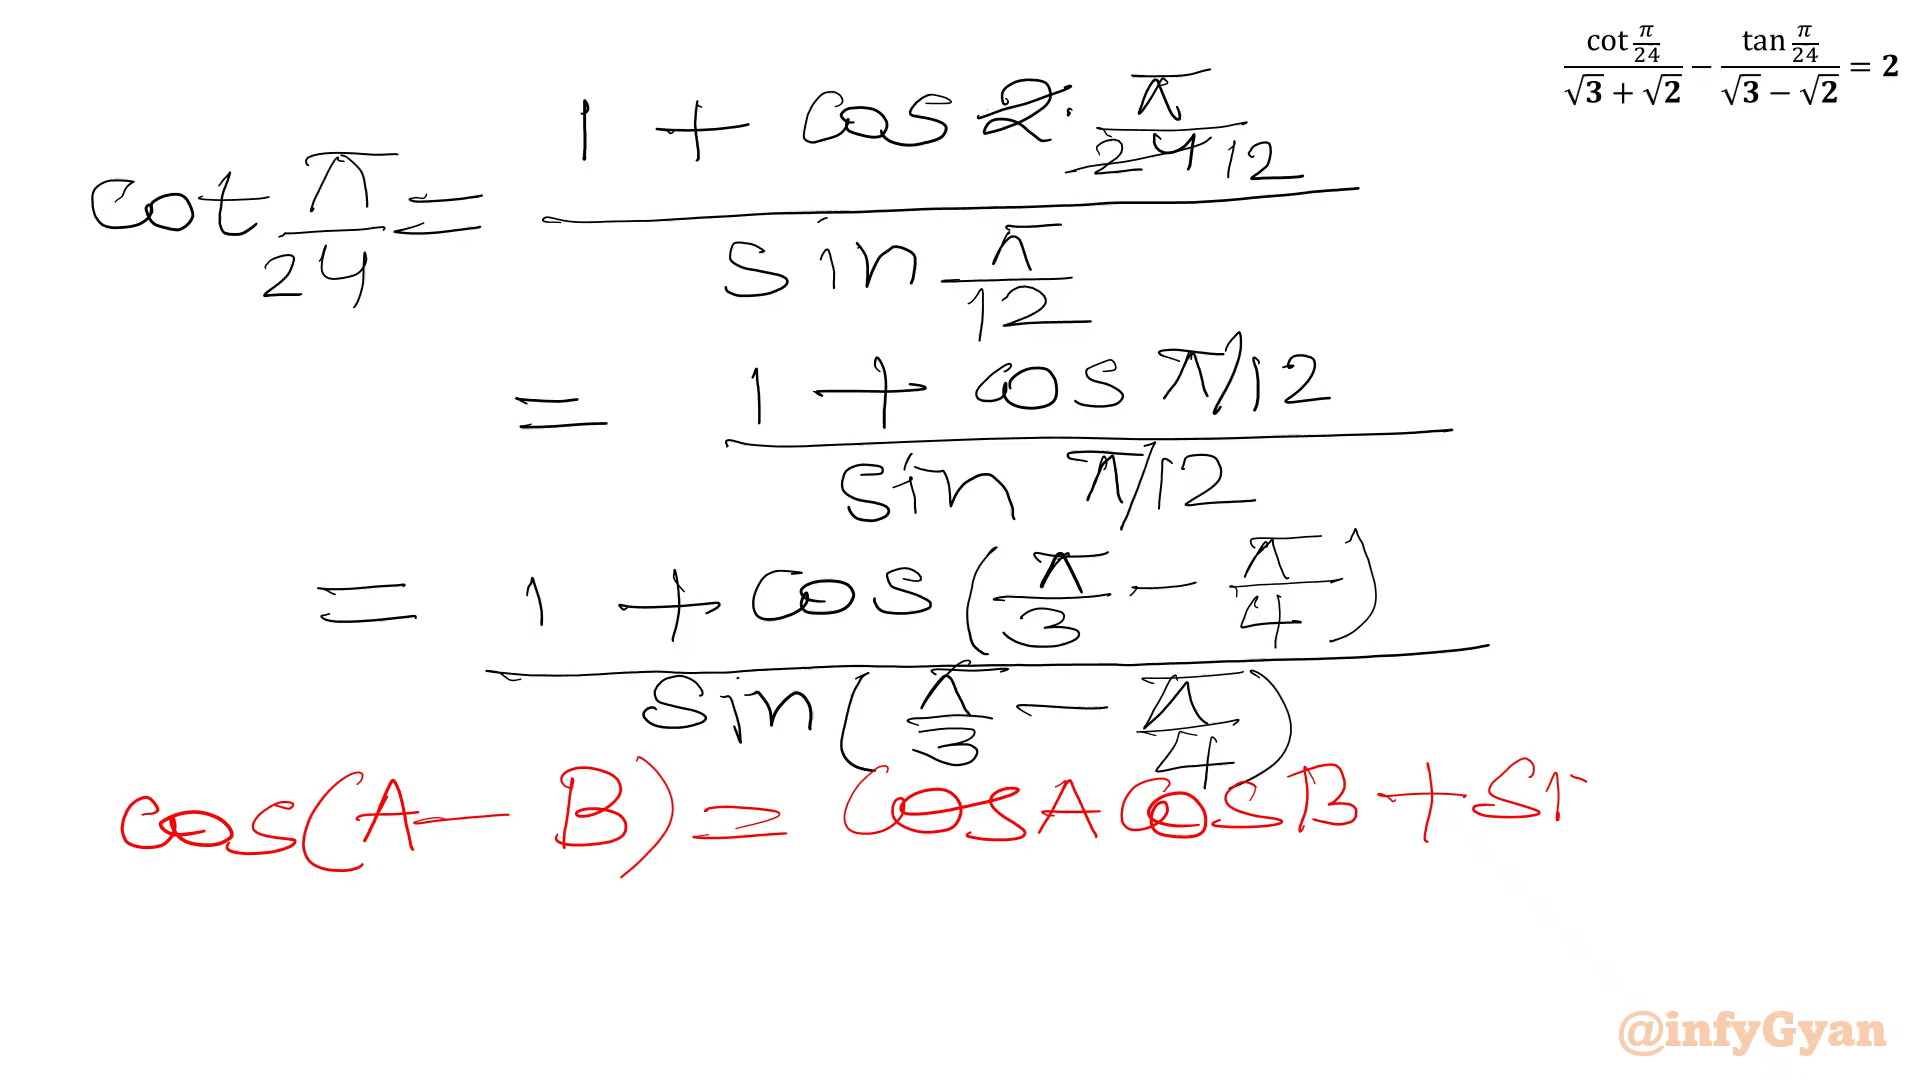 cot π/24 / (√3 + √2) − tan π/24 / (√3 − √2) = 2
cot π/24 = (1 + cos 2· π/24 12) / (sin π/12)
= (1 + cos π/12) / (sin π/12)
= (1 + cos(π/3 − π/4)) / (sin(π/3 − π/4))
cos(A − B) = cosA cosB + SI
@infyGyan